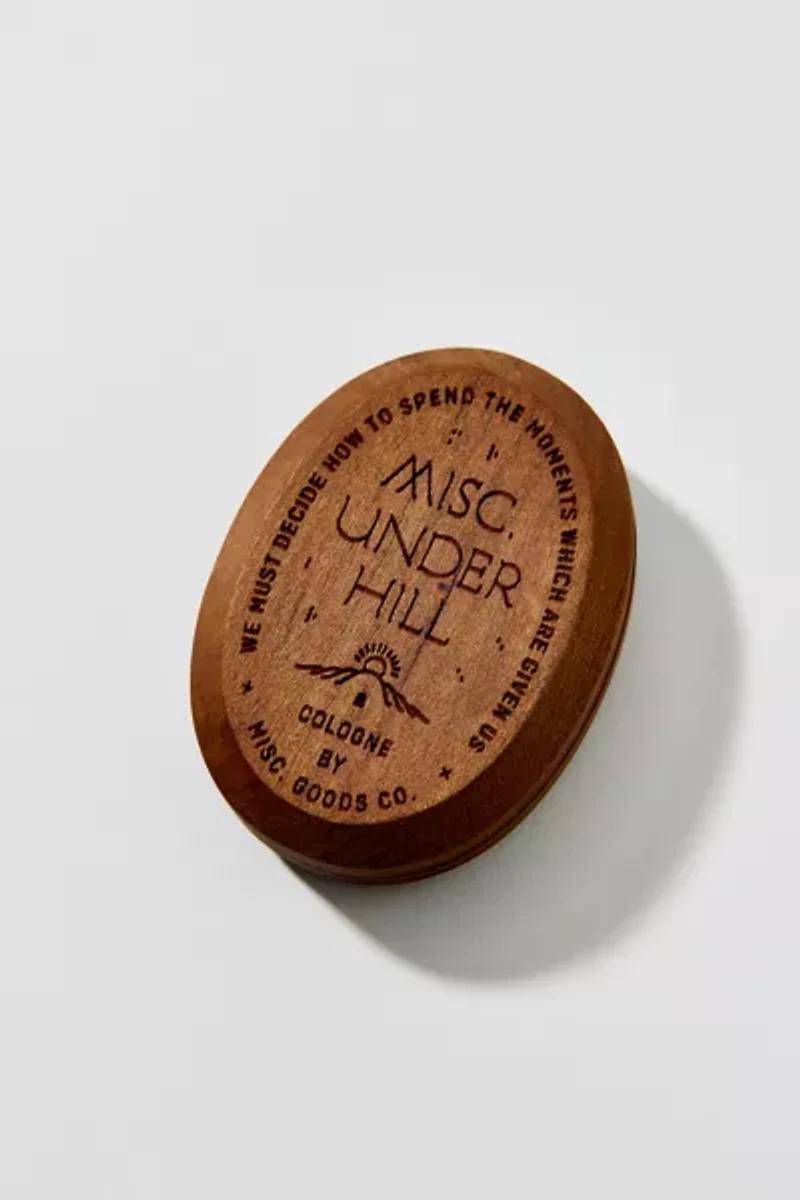 WE MUST DECIDE HOW TO SPEND THE MOMENTS WHICH ARE GIVEN US
MISC.
UNDER
HILL
COLOGNE
BY
MISC. GOODS CO.